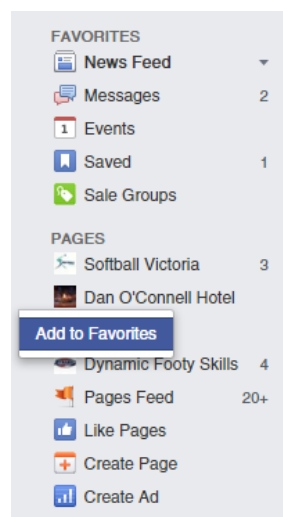 FAVORITES
News Feed
Messages 2
1 Events
Saved 1
Sale Groups
PAGES
Softball Victoria 3
Dan O'Connell Hotel
Add to Favorites
Dynamic Footy Skills 4
Pages Feed 20+
Like Pages
Create Page
Create Ad